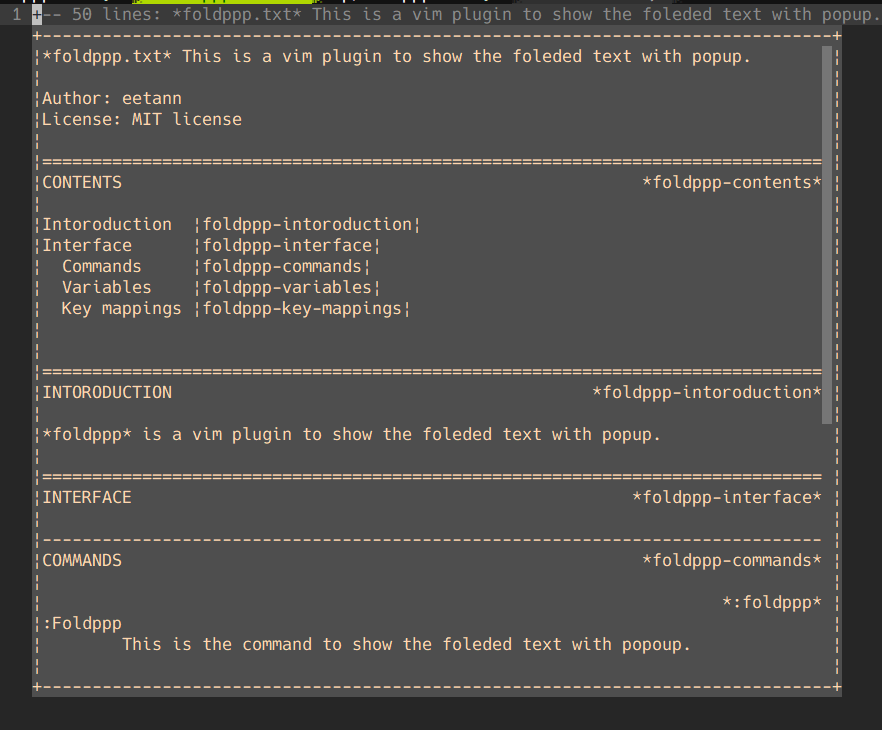 1 +-- 50 lines: *foldppp.txt* This is a vim plugin to show the foleded text with popup.
*foldppp.txt* This is a vim plugin to show the foleded text with popup.
Author: eetann
License: MIT license
==============================================================================
CONTENTS *foldppp-contents*
Intoroduction |foldppp-intoroduction|
Interface |foldppp-interface|
Commands |foldppp-commands|
Variables |foldppp-variables|
Key mappings |foldppp-key-mappings|
==============================================================================
INTORODUCTION *foldppp-intoroduction*
*foldppp* is a vim plugin to show the foleded text with popup.
==============================================================================
INTERFACE *foldppp-interface*
------------------------------------------------------------------------------
COMMANDS *foldppp-commands*
*:foldppp*
:Foldppp
This is the command to show the foleded text with popoup.